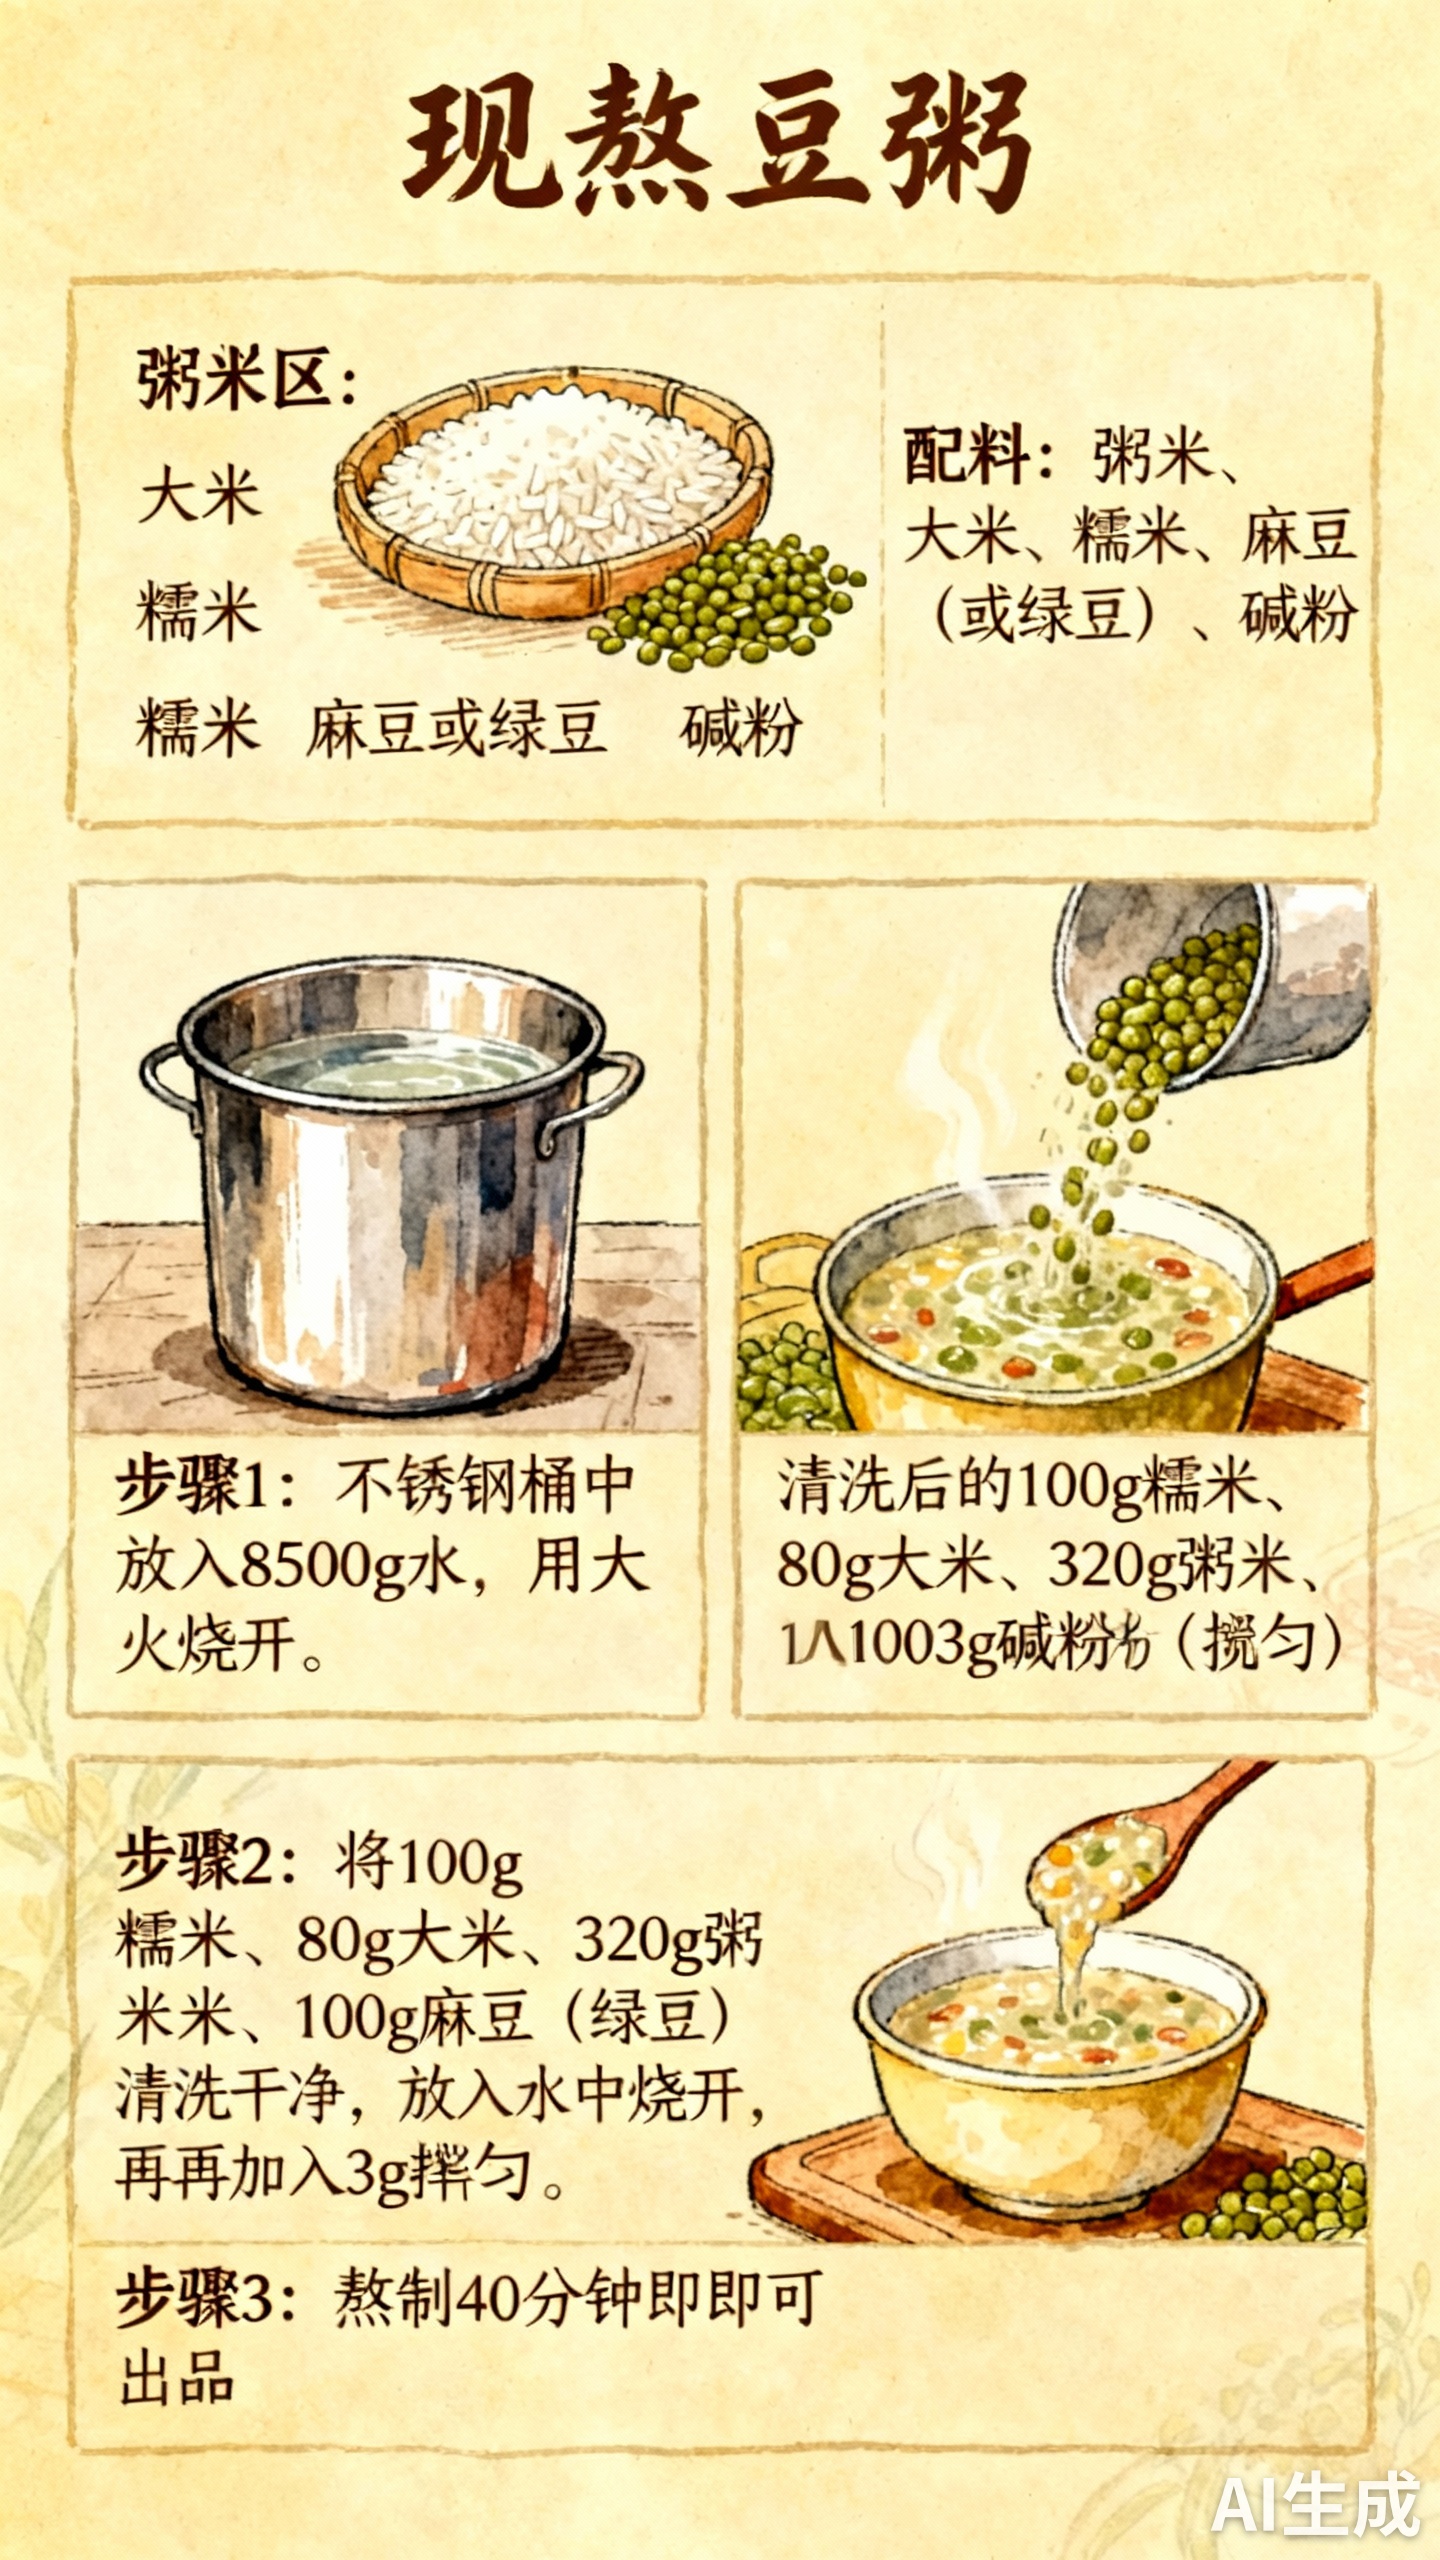 现熬豆粥
粥米区：
大米
糯米
糯米 麻豆或绿豆 碱粉
配料：粥米、
大米、糯米、麻豆
（或绿豆）、碱粉
步骤1：不锈钢桶中
放入8500g水，用大
火烧开。
清洗后的100g糯米、
80g大米、320g粥米、
1003g碱粉（搅匀）
步骤2：将100g
糯米、80g大米、320g粥
米米、100g麻豆（绿豆）
清洗干净，放入水中烧开，
再再加入3g匀。
步骤3：熬制40分钟即即可
出品
AI生成